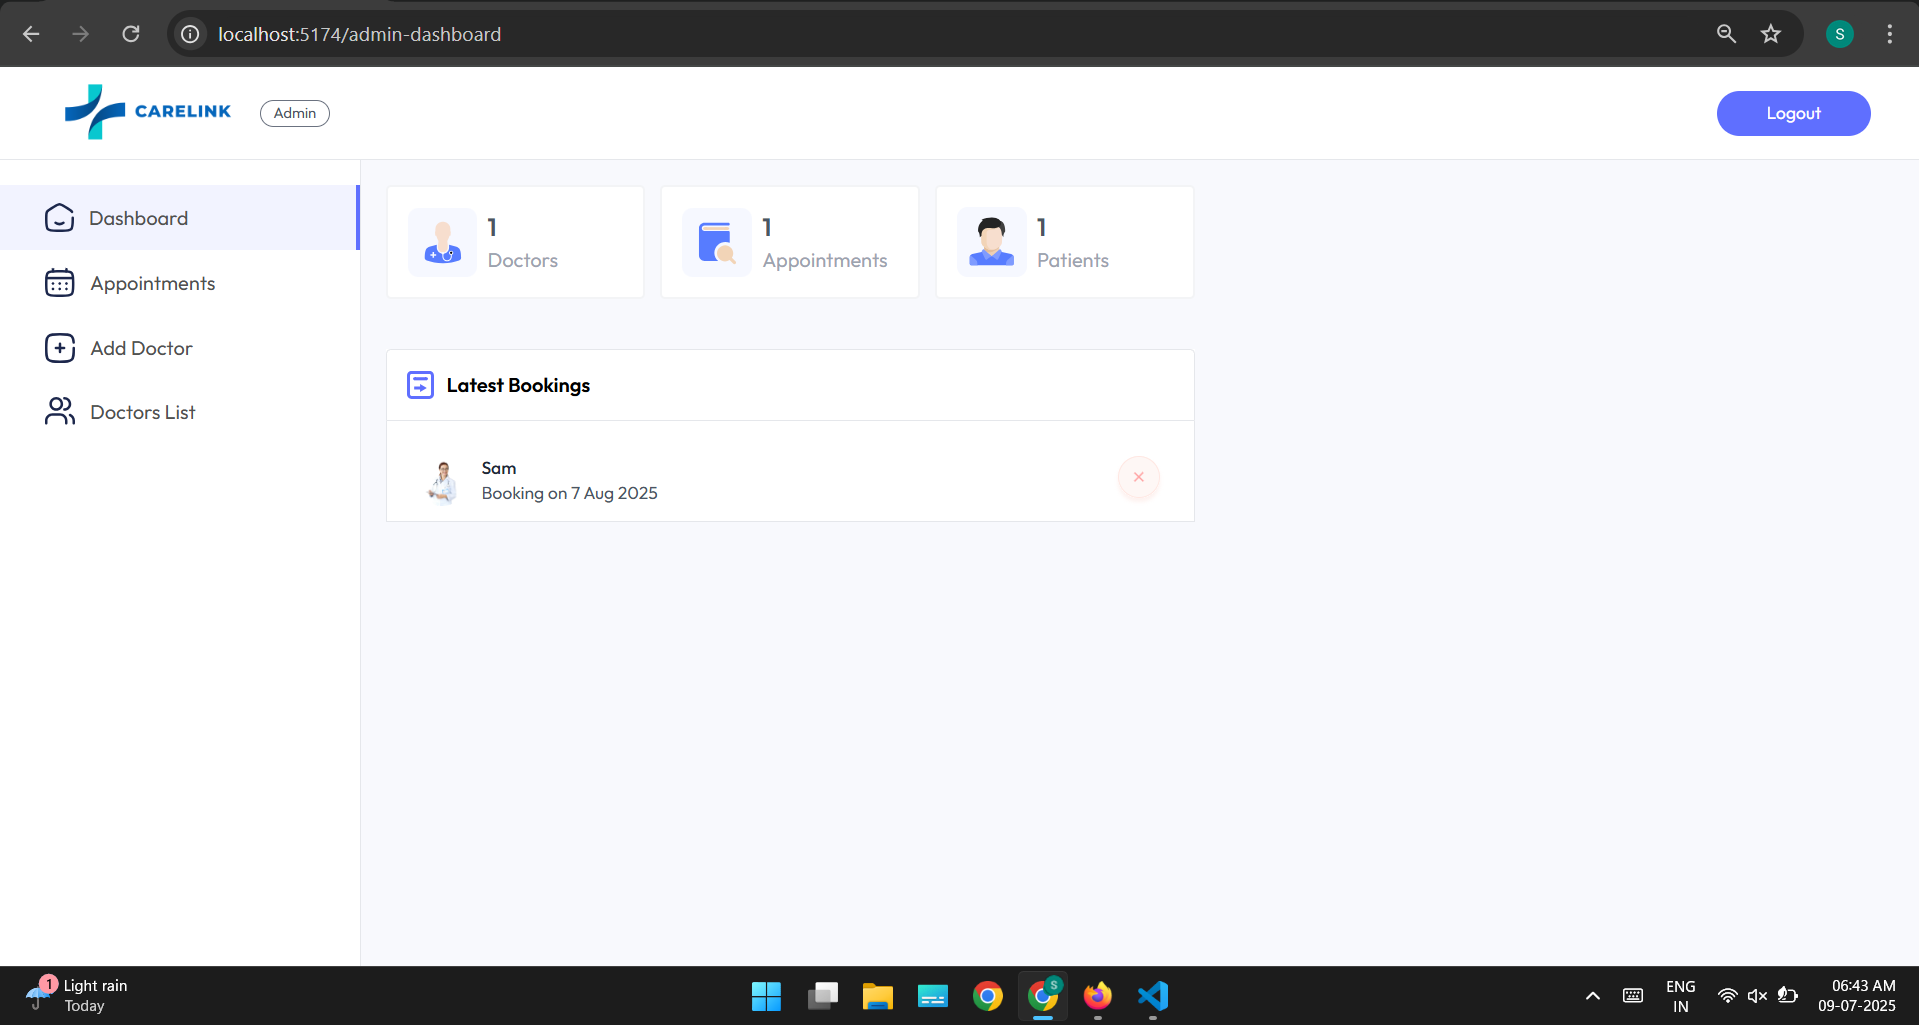 localhost:5174/admin-dashboard
S
CARELINK
Admin
Logout
Dashboard
Appointments
Add Doctor
Doctors List
1
Doctors
1
Appointments
1
Patients
Latest Bookings
Sam
Booking on 7 Aug 2025
1
Light rain
Today
S
ENG
IN
06:43 AM
09-07-2025